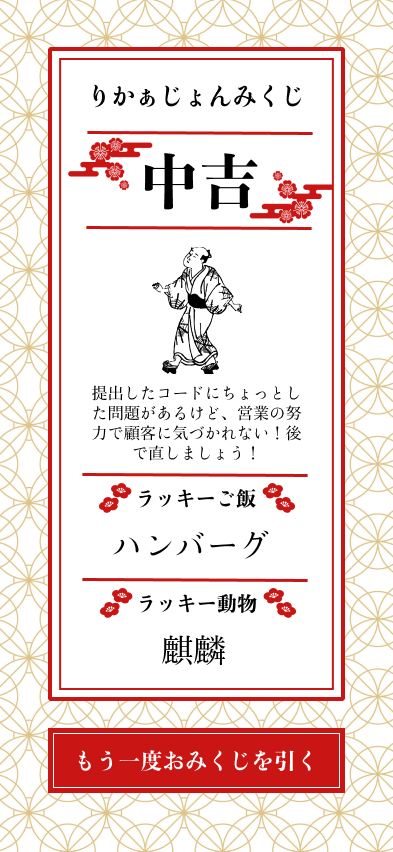 りかぁじょんみくじ
中吉
提出したコードにちょっとし
た問題があるけど、営業の努
力で顧客に気づかれない！後
で直しましょう！
ラッキーご飯
ハンバーグ
ラッキー動物
麒麟
もう一度おみくじを引く